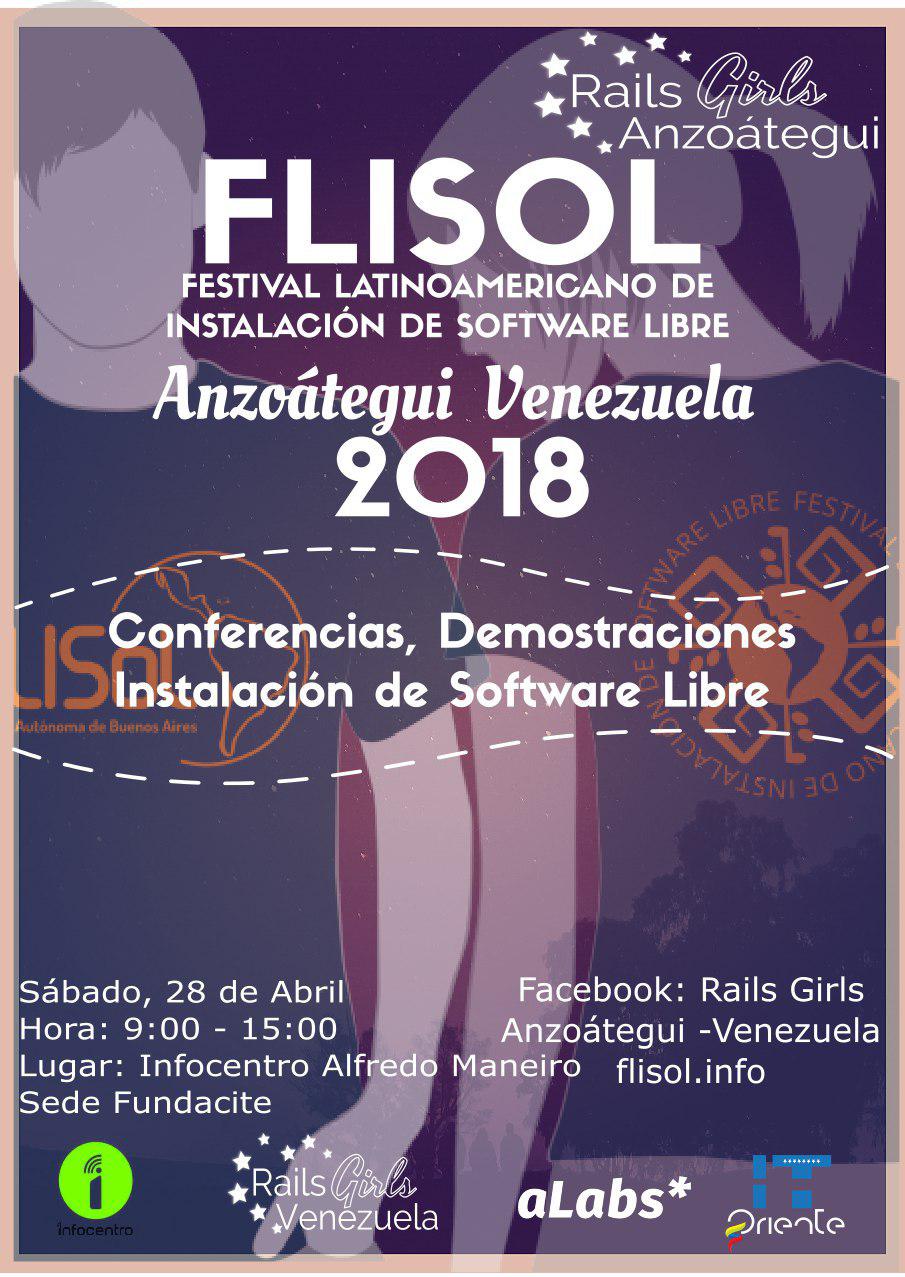 Rails Girls
Anzoátegui
FLISOL
FESTIVAL LATINOAMERICANO DE
INSTALACIÓN DE SOFTWARE LIBRE
Anzoátegui Venezuela
2018
SOFTWARE LIBRE FESTIVAL
CANO DE INSTALACIÓN DE
LISoL
Autónoma de Buenos Aires
Conferencias, Demostraciones
Instalación de Software Libre
Sábado, 28 de Abril
Hora: 9:00 - 15:00
Lugar: Infocentro Alfredo Maneiro
Sede Fundacite
Facebook: Rails Girls
Anzoátegui -Venezuela
flisol.info
infocentro
Rails Girls
Venezuela
aLabs*
IT
Oriente